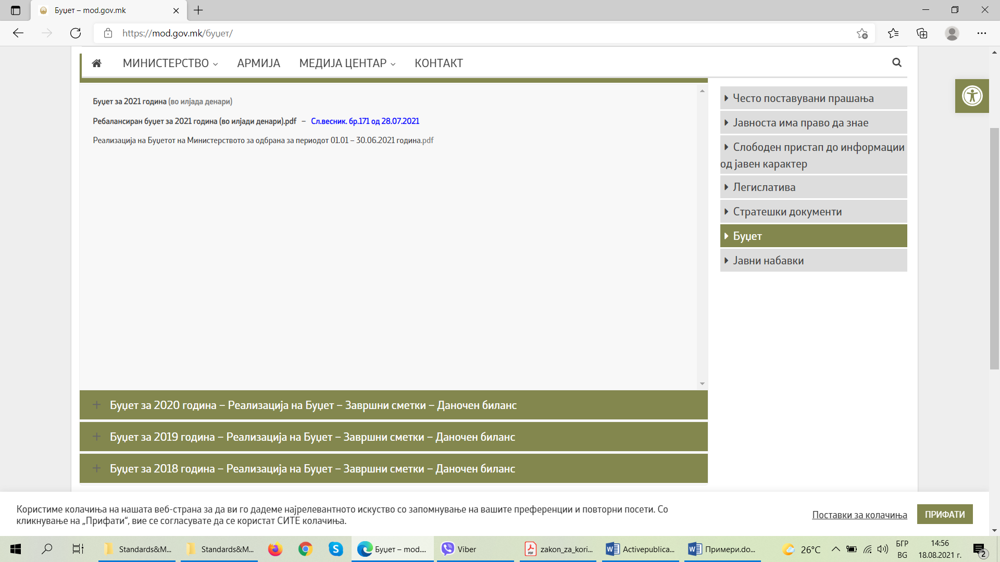 Буџет – mod.gov.mk
https://mod.gov.mk/буџет/
МИНИСТЕРСТВО
АРМИЈА
МЕДИЈА ЦЕНТАР
КОНТАКТ
Буџет за 2021 година (во илјада денари)
Ребалансиран буџет за 2021 година (во илјади денари).pdf – Сл.весник. бр.171 од 28.07.2021
Реализација на Буџетот на Министерството за одбрана за периодот 01.01 – 30.06.2021 година.pdf
Често поставувани прашања
Јавноста има право да знае
Слободен пристап до информации
од јавен карактер
Легислатива
Стратешки документи
Буџет
Јавни набавки
Буџет за 2020 година – Реализација на Буџет – Завршни сметки – Даночен биланс
Буџет за 2019 година – Реализација на Буџет – Завршни сметки – Даночен биланс
Буџет за 2018 година – Реализација на Буџет – Завршни сметки – Даночен биланс
Користиме колачиња на нашата веб-страна за да ви го дадеме најрелевантното искуство со запомнување на вашите преференции и повторни посети. Со
кликнување на „Прифати“, вие се согласувате да се користат СИТЕ колачиња.
Поставки за колачиња
ПРИФАТИ
Standards&M...
Standards&M...
Буџет – mod....
Viber
zakon_za_kori...
Activepublica...
Примери.do...
26°C
БГР
BG
14:56
18.08.2021 г.
2